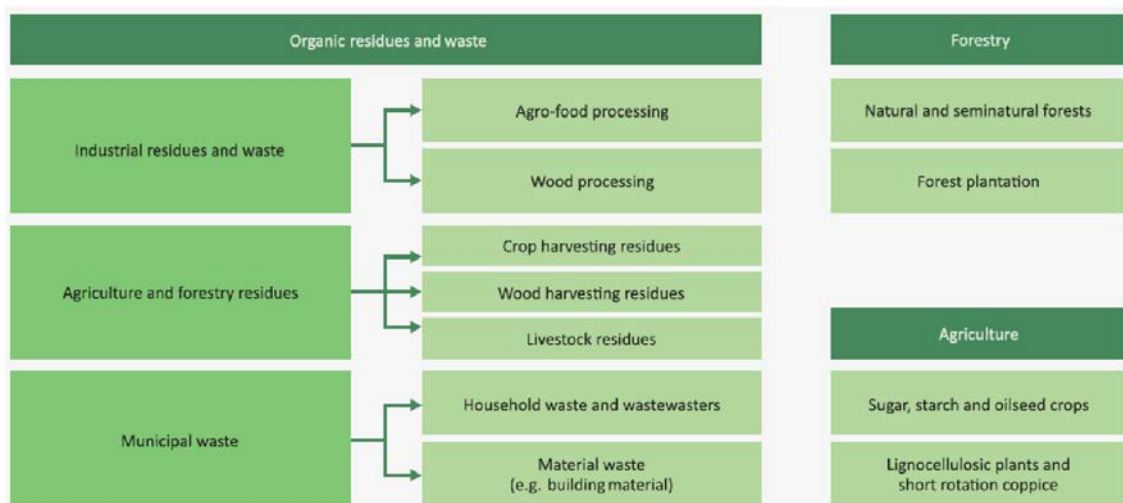 Organic residues and waste
Industrial residues and waste
Agro-food processing
Wood processing
Agriculture and forestry residues
Crop harvesting residues
Wood harvesting residues
Livestock residues
Municipal waste
Household waste and wastewasters
Material waste
(e.g. building material)
Forestry
Natural and seminatural forests
Forest plantation
Agriculture
Sugar, starch and oilseed crops
Lignocellulosic plants and
short rotation coppice